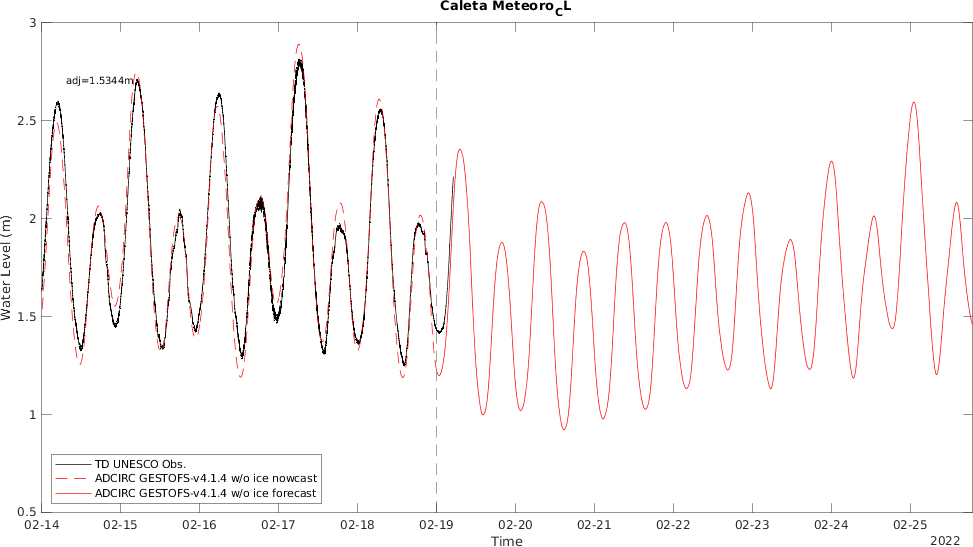 Caleta Meteoro_CL
adj=1.5344m
Water Level (m)
3
2.5
2
1.5
1
0.5
TD UNESCO Obs.
ADCIRC GESTOFS-v4.1.4 w/o ice nowcast
ADCIRC GESTOFS-v4.1.4 w/o ice forecast
02-14 02-15 02-16 02-17 02-18 02-19 02-20 02-21 02-22 02-23 02-24 02-25
Time
2022